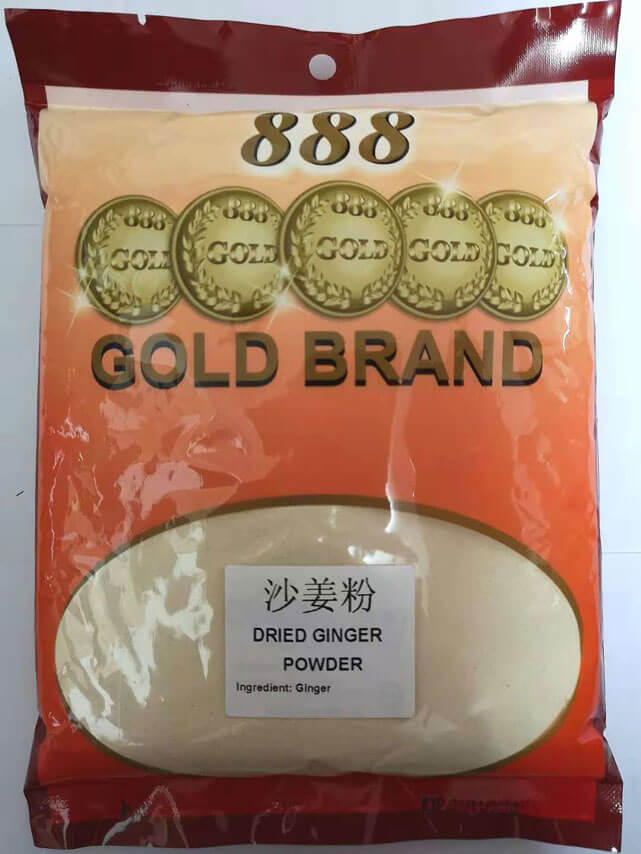 888
888 888 888 888 888
GOLD GOLD GOLD GOLD GOLD
GOLD BRAND
沙姜粉
DRIED GINGER
POWDER
Ingredient: Ginger